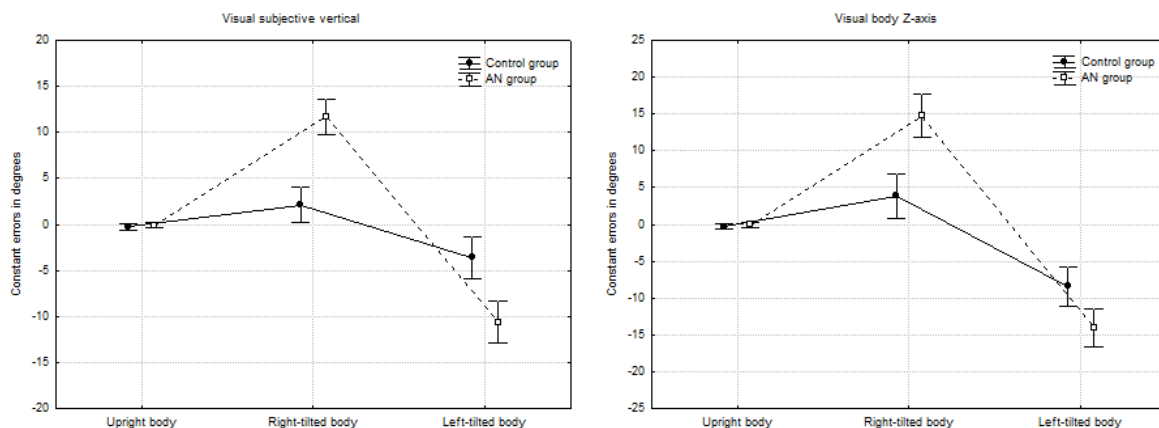 Visual subjective vertical
20
15
10
5
0
-5
-10
-15
-20
Constant errors in degrees
Control group
AN group
Upright body
Right-tilted body
Left-tilted body
Visual body Z-axis
25
20
15
10
5
0
-5
-10
-15
-20
-25
Constant errors in degrees
Control group
AN group
Upright body
Right-tilted body
Left-tilted body